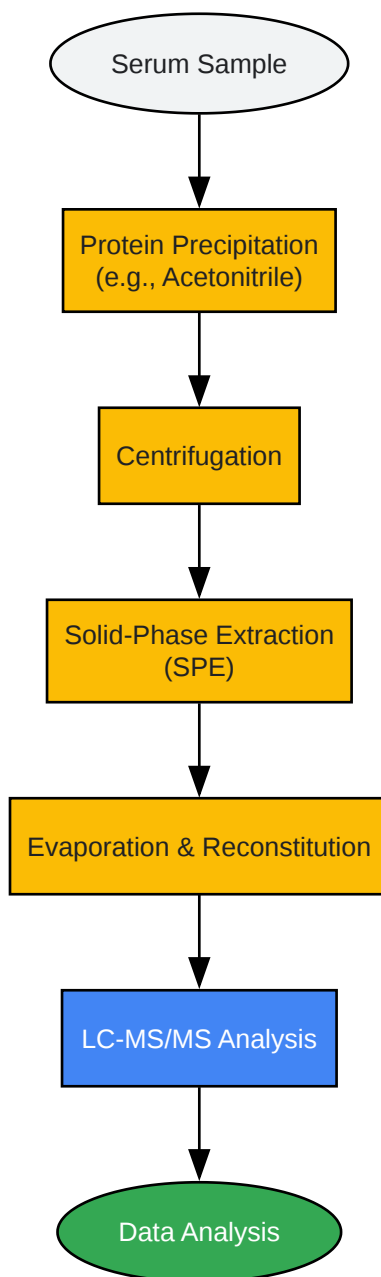 Serum Sample
Protein Precipitation
(e.g., Acetonitrile)
Centrifugation
Solid-Phase Extraction
(SPE)
Evaporation & Reconstitution
LC-MS/MS Analysis
Data Analysis